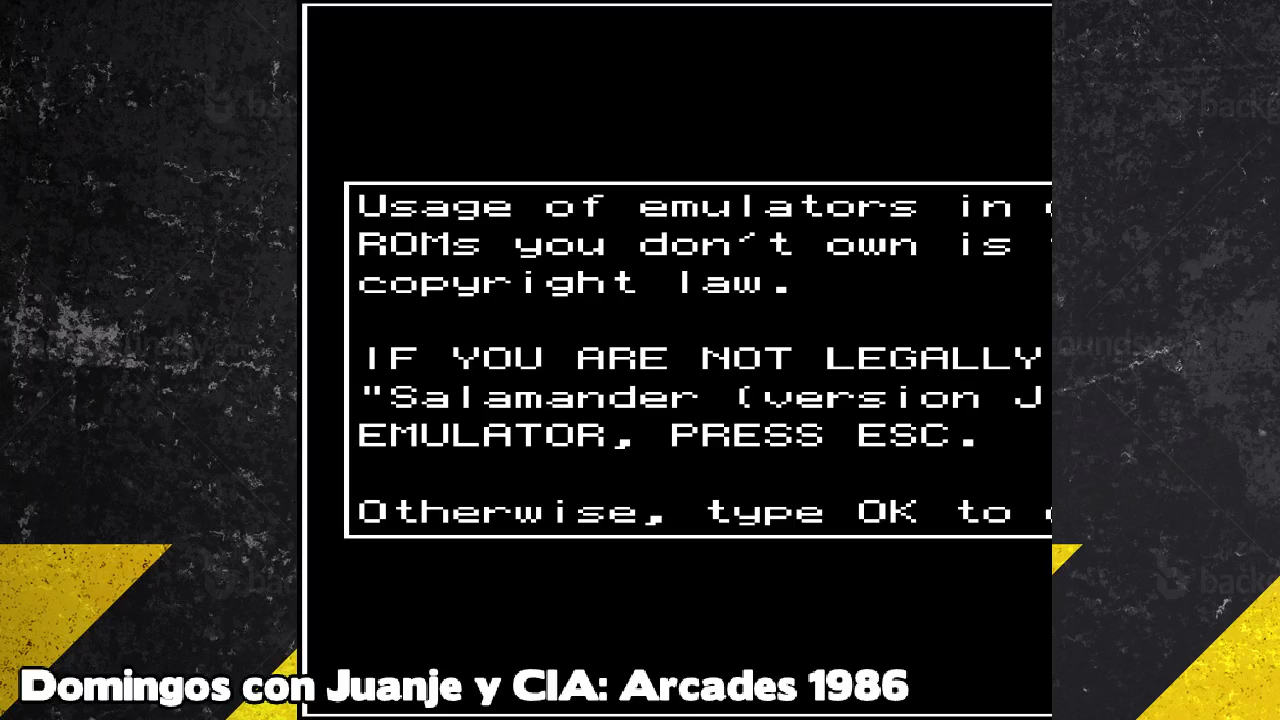 Usage of emulators in
ROMs you don't own is
copyright law.
IF YOU ARE NOT LEGALLY
"Salamander (version J
EMULATOR, PRESS ESC.
Otherwise, type OK to
Domingos con Juanje y CIA: Arcades 1986